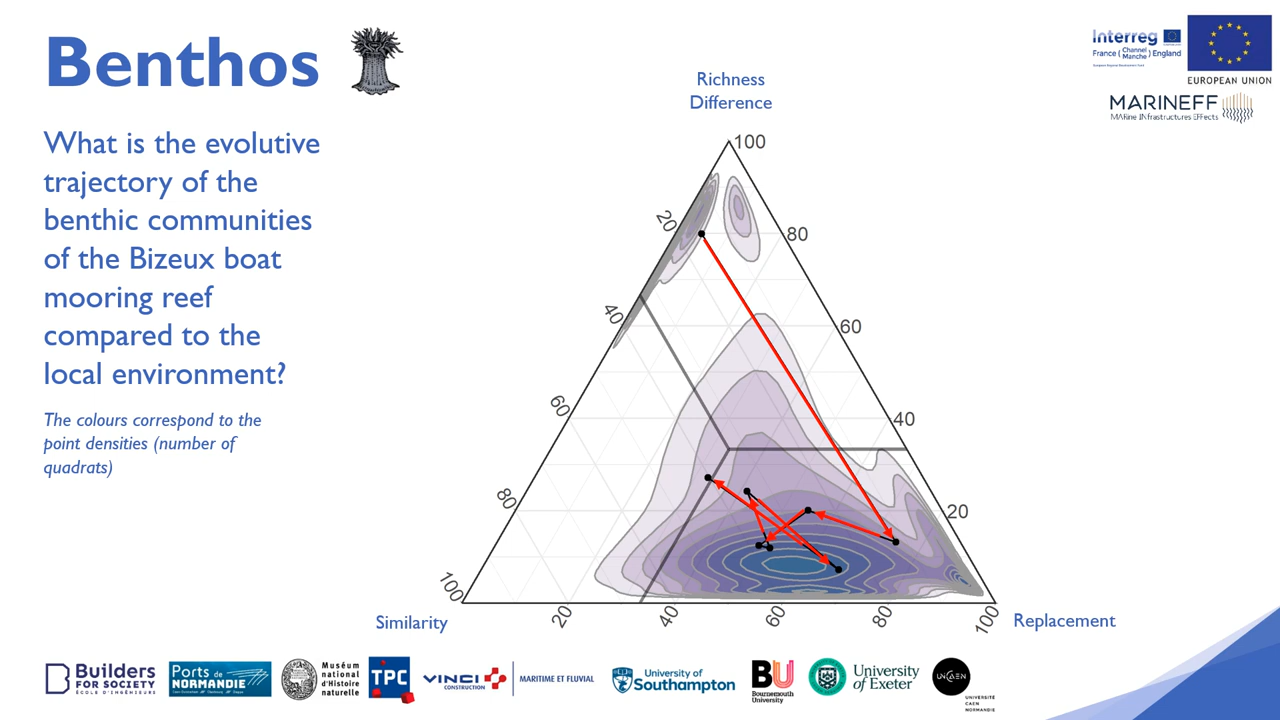 Benthos
What is the evolutive
trajectory of the
benthic communities
of the Bizeux boat
mooring reef
compared to the
local environment?
The colours correspond to the
point densities (number of
quadrats)
Richness
Difference
100
80
60
40
20
20
40
60
80
100
20
40
60
80
100
Similarity
Replacement
Interreg
France ( Channel Manche ) England
EUROPEAN UNION
MARINEFF
MARine INfrastructures EFFects
Builders
FOR SOCIETY
ÉCOLE D'INGÉNIEURS
Ports de
NORMANDIE
Muséum
national
d'Histoire
naturelle
TPC
VINCI
CONSTRUCTION
MARITIME ET FLUVIAL
University of
Southampton
BU
Bournemouth
University
University
of Exeter
UNICAEN
UNIVERSITÉ
CAEN
NORMANDIE